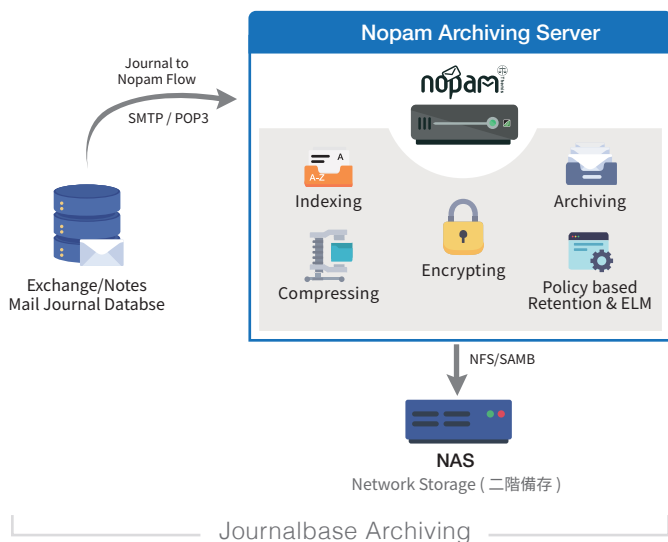 Nopam Archiving Server
Journal to
Nopam Flow
SMTP / POP3
nopam
A
A-Z
Indexing
Archiving
Encrypting
Compressing
Policy based
Retention & ELM
Exchange/Notes
Mail Journal Databse
NFS/SAMB
NAS
Network Storage ( 二階備存 )
Journalbase Archiving